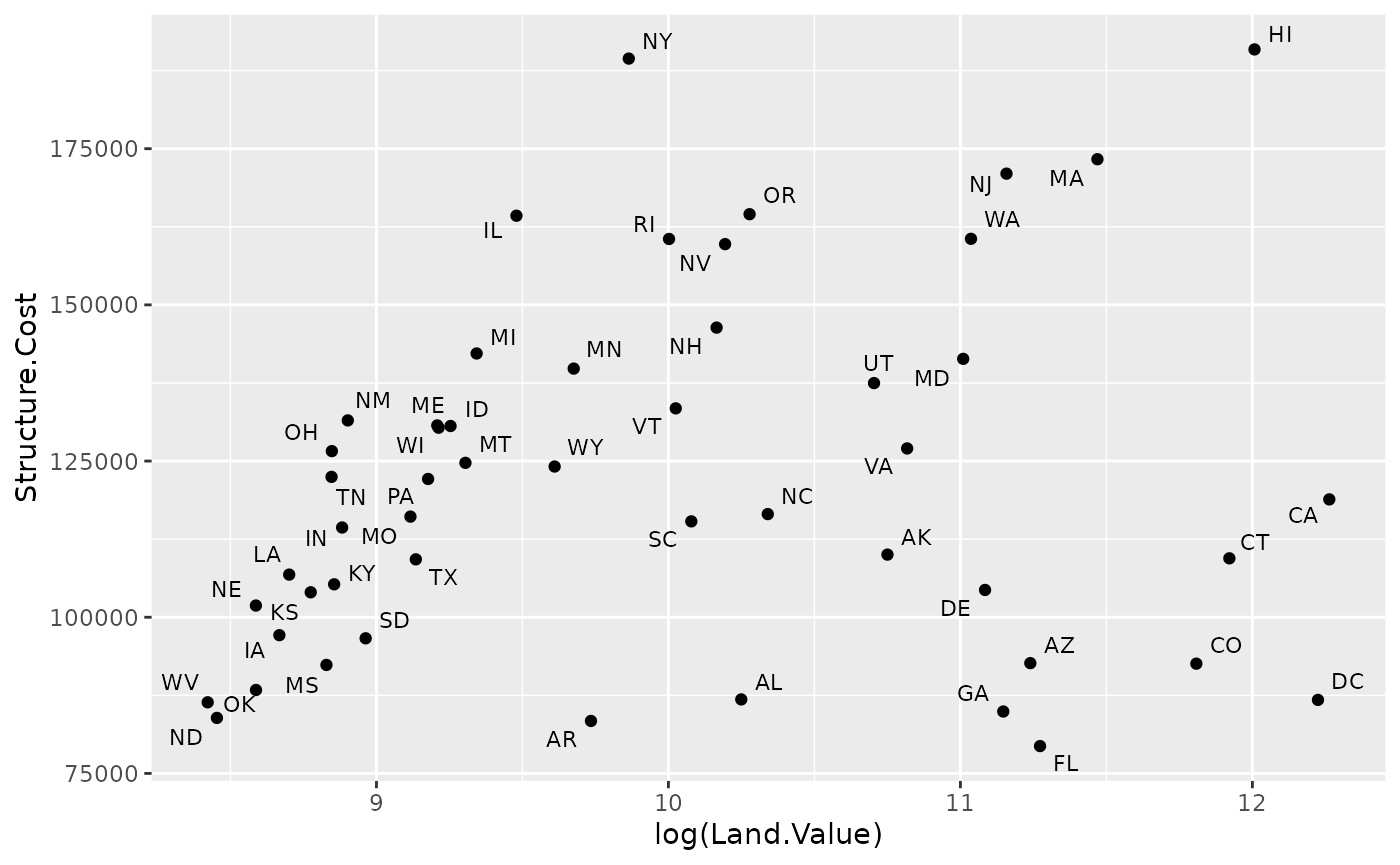 HI
NY
175000
NJ
MA
OR
IL
RI
WA
NV
150000
MI
MN
NH
UT
MD
NM
ME
ID
OH
VT
WI
MT
WY
125000
VA
TN
PA
NC
CA
IN
MO
SC
AK
CT
LA
KY
TX
NE
KS
DE
100000
SD
IA
AZ
CO
WV
MS
AL
GA
DC
OK
ND
AR
FL
75000
9
10
11
12
log(Land.Value)
Structure.Cost